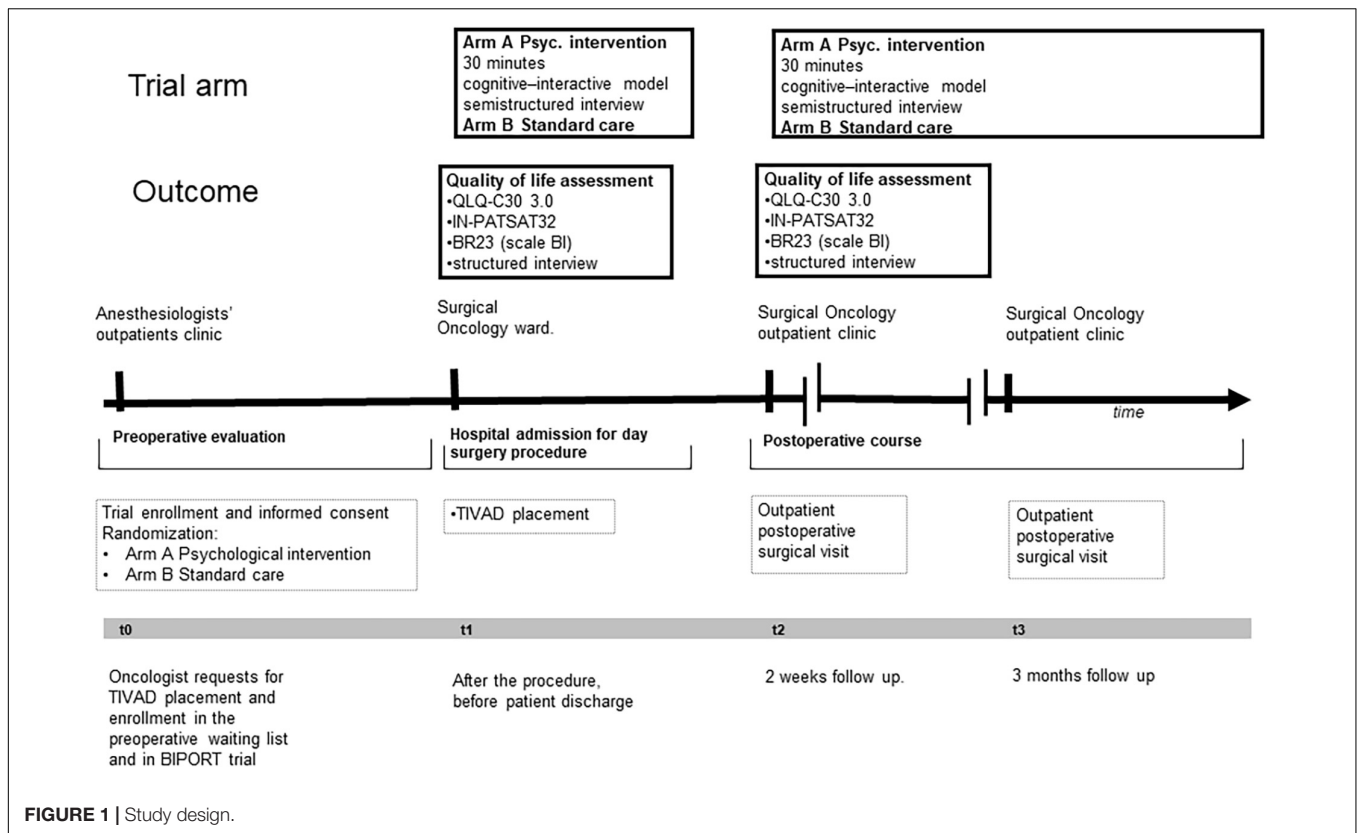 Trial arm
Arm A Psyc. intervention
30 minutes
cognitive–interactive model
semistructured interview
Arm B Standard care
Arm A Psyc. intervention
30 minutes
cognitive–interactive model
semistructured interview
Arm B Standard care
Outcome
Quality of life assessment
•QLQ-C30 3.0
•IN-PATSAT32
•BR23 (scale BI)
•structured interview
Quality of life assessment
•QLQ-C30 3.0
•IN-PATSAT32
•BR23 (scale BI)
•structured interview
Anesthesiologists'
outpatients clinic
Surgical
Oncology ward.
Surgical Oncology
outpatient clinic
Surgical Oncology
outpatient clinic
time
Preoperative evaluation
Hospital admission for day
surgery procedure
Postoperative course
Trial enrollment and informed consent
Randomization:
• Arm A Psychological intervention
• Arm B Standard care
•TIVAD placement
Outpatient
postoperative
surgical visit
Outpatient
postoperative
surgical visit
t0
t1
t2
t3
Oncologist requests for
TIVAD placement and
enrollment in the
preoperative waiting list
and in BIPORT trial
After the procedure,
before patient discharge
2 weeks follow up.
3 months follow up
FIGURE 1 | Study design.